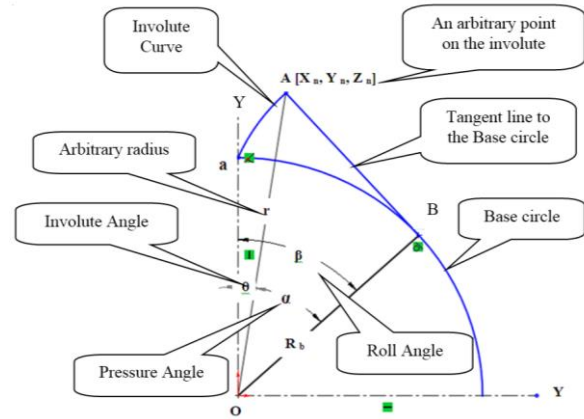 Involute
Curve
An arbitrary point
on the involute
A [X n, Y n, Z n]
Y
Tangent line to
the Base circle
Arbitrary radius
a
r
B
Involute Angle
Base circle
β
θ
α
R b
Roll Angle
Pressure Angle
Y
O